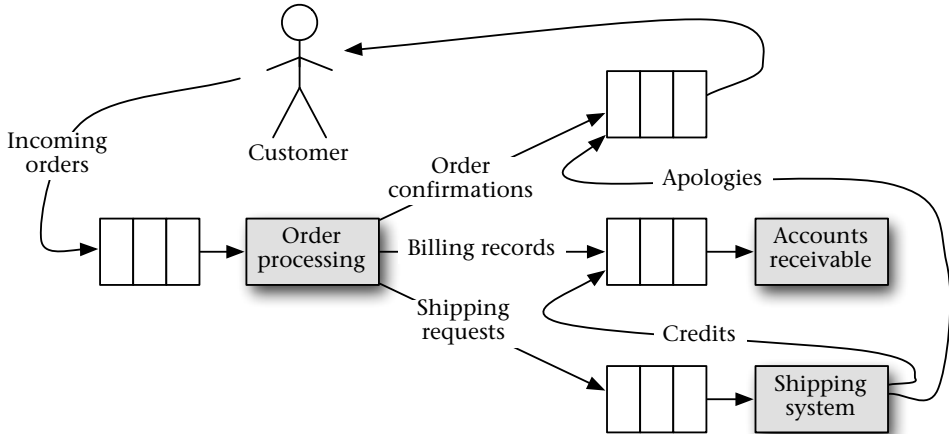 Incoming
orders
Customer
Order
confirmations
Apologies
Order
processing
Billing records
Accounts
receivable
Shipping
requests
Credits
Shipping
system